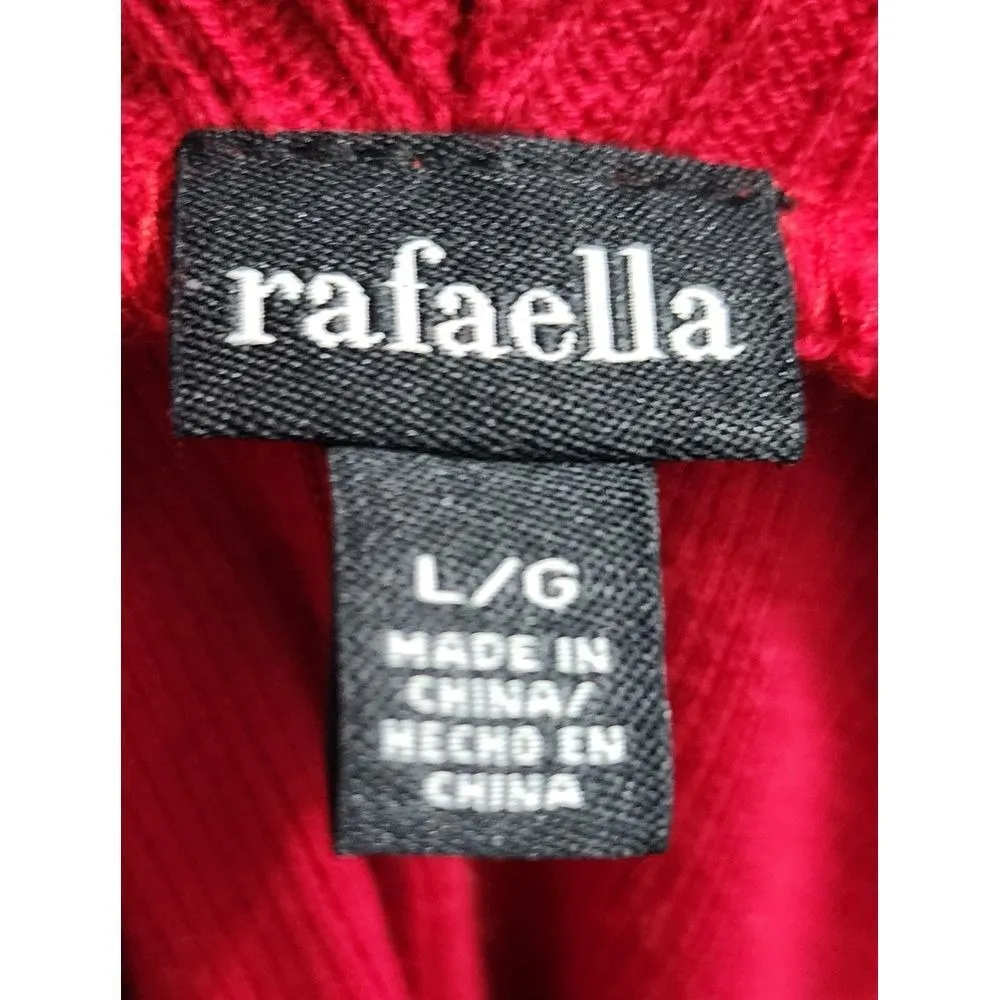 rafaella
L/G
MADE IN
CHINA/
HECHO EN
CHINA